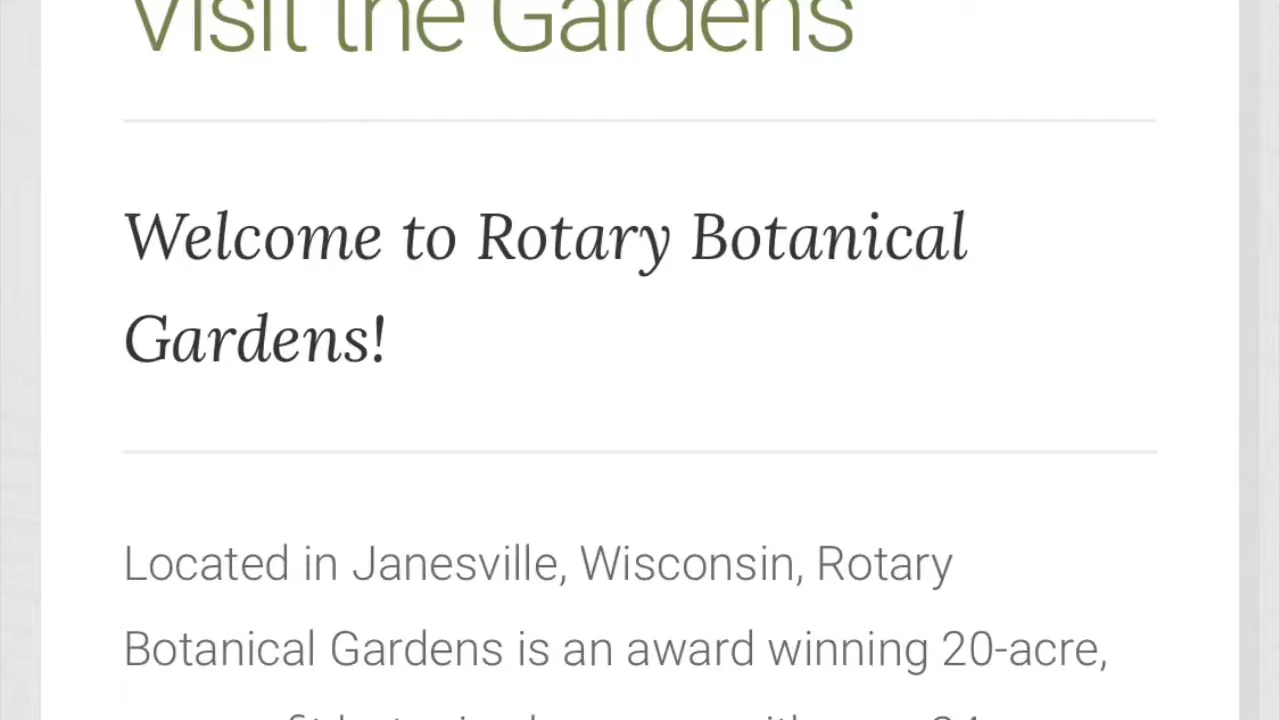 Visit the Gardens
Welcome to Rotary Botanical
Gardens!
Located in Janesville, Wisconsin, Rotary
Botanical Gardens is an award winning 20-acre,